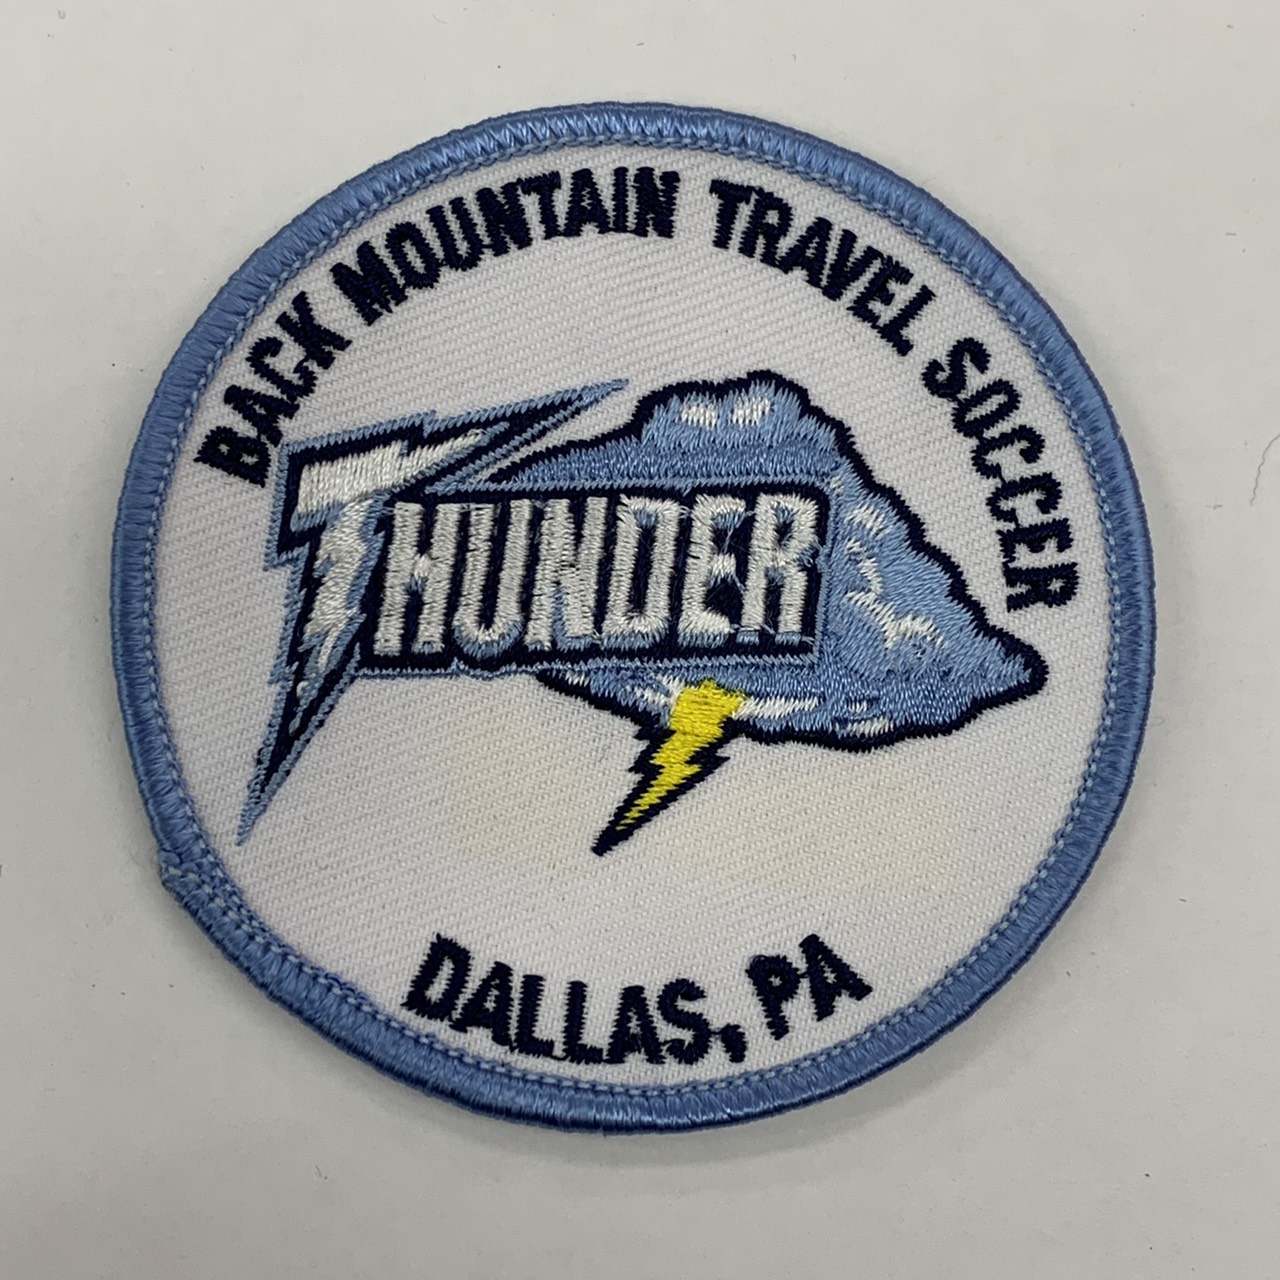 BACK MOUNTAIN TRAVEL SOCCER
THUNDER
DALLAS, PA